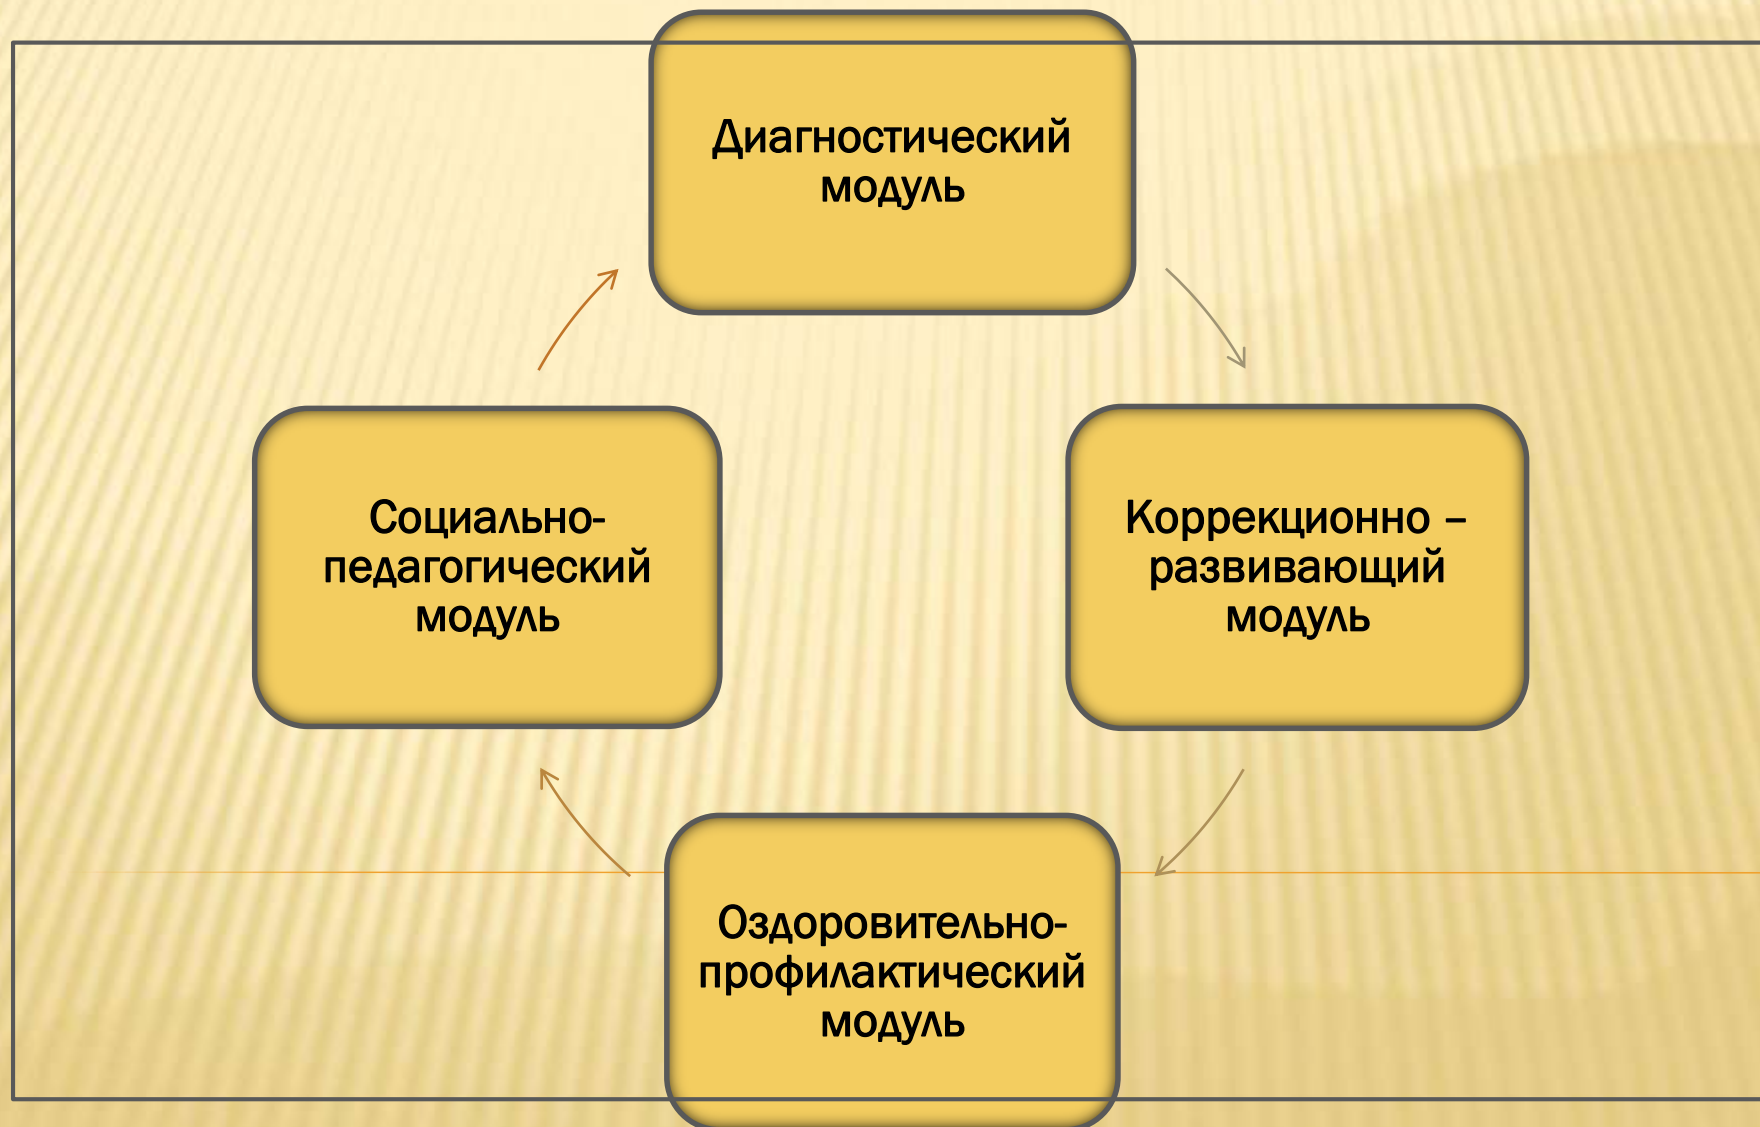 Диагностический
модуль
Социально-
педагогический
модуль
Коррекционно –
развивающий
модуль
Оздоровительно-
профилактический
модуль